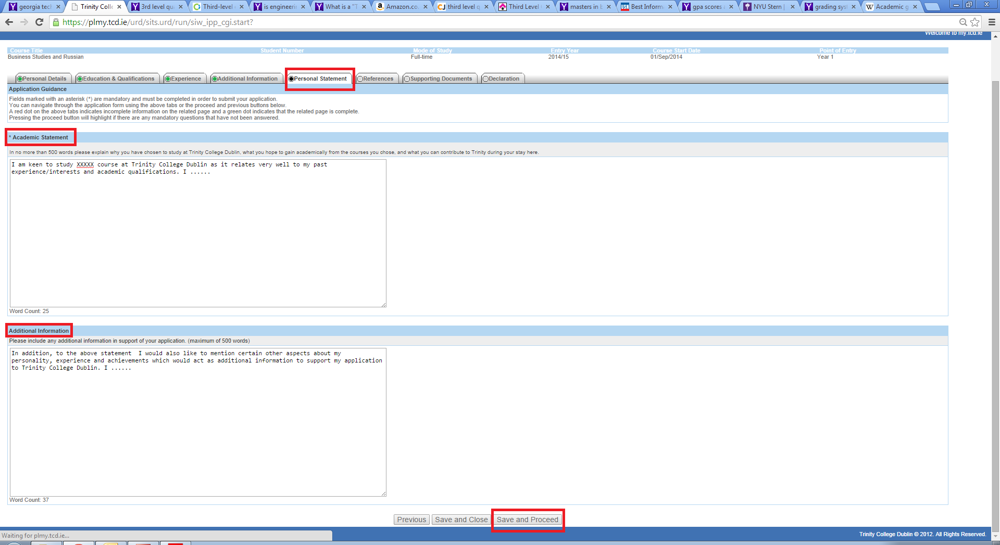 georgia tec
Trinity Colle
3rd level qu
Third-level
is engineerin
What is a "T
Amazon.co.
third level q
Third Level
masters in b
Best Inform
gpa scores
NYU Stern |
grading syst
Academic g
https://plmy.tcd.ie/urd/sits.urd/run/siw_ipp_cgi.start?
Welcome to my.tcd.ie
Course Title Student Number Mode of Study Entry Year Course Start Date Point of Entry
Business Studies and Russian Full-time 2014/15 01/Sep/2014 Year 1
Personal Details Education & Qualifications Experience Additional Information Personal Statement References Supporting Documents Declaration
Application Guidance
Fields marked with an asterisk (*) are mandatory and must be completed in order to submit your application.
You can navigate through the application form using the above tabs or the proceed and previous buttons below.
A red dot on the above tabs indicates incomplete information on the related page and a green dot indicates that the related page is complete.
Pressing the proceed button will highlight if there are any mandatory questions that have not been answered.
* Academic Statement
In no more than 500 words please explain why you have chosen to study at Trinity College Dublin, what you hope to gain academically from the courses you chose, and what you can contribute to Trinity during your stay here.
I am keen to study XXXXX course at Trinity College Dublin as it relates very well to my past
experience/interests and academic qualifications. I ......
Word Count: 25
Additional Information
Please include any additional information in support of your application. (maximum of 500 words)
In addition, to the above statement  I would also like to mention certain other aspects about my
personality, experience and achievements which would act as additional information to support my application
to Trinity College Dublin. I ......
Word Count: 37
Previous Save and Close Save and Proceed
Waiting for plmy.tcd.ie...
Trinity College Dublin © 2012. All Rights Reserved.